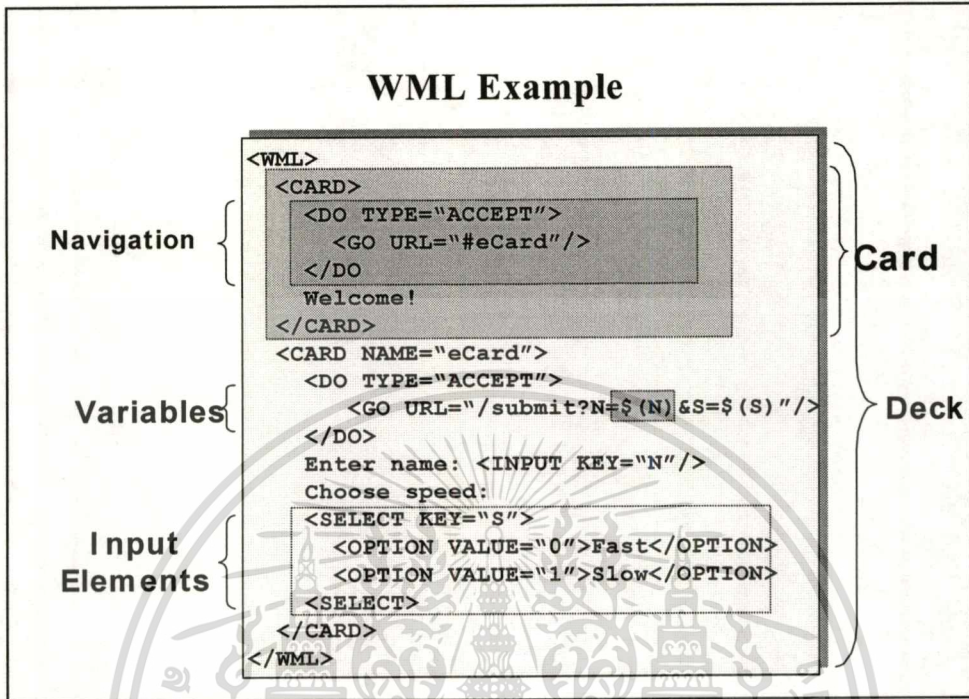 WML Example
<WML>
<CARD>
<DO TYPE="ACCEPT">
<GO URL="#eCard"/>
</DO
Welcome!
</CARD>
<CARD NAME="eCard">
<DO TYPE="ACCEPT">
<GO URL="/submit?N=$(N)&S=$(S)"/>
</DO>
Enter name: <INPUT KEY="N"/>
Choose speed:
<SELECT KEY="S">
<OPTION VALUE="0">Fast</OPTION>
<OPTION VALUE="1">Slow</OPTION>
<SELECT>
</CARD>
</WML>
Navigation
Variables
Input
Elements
Card
Deck